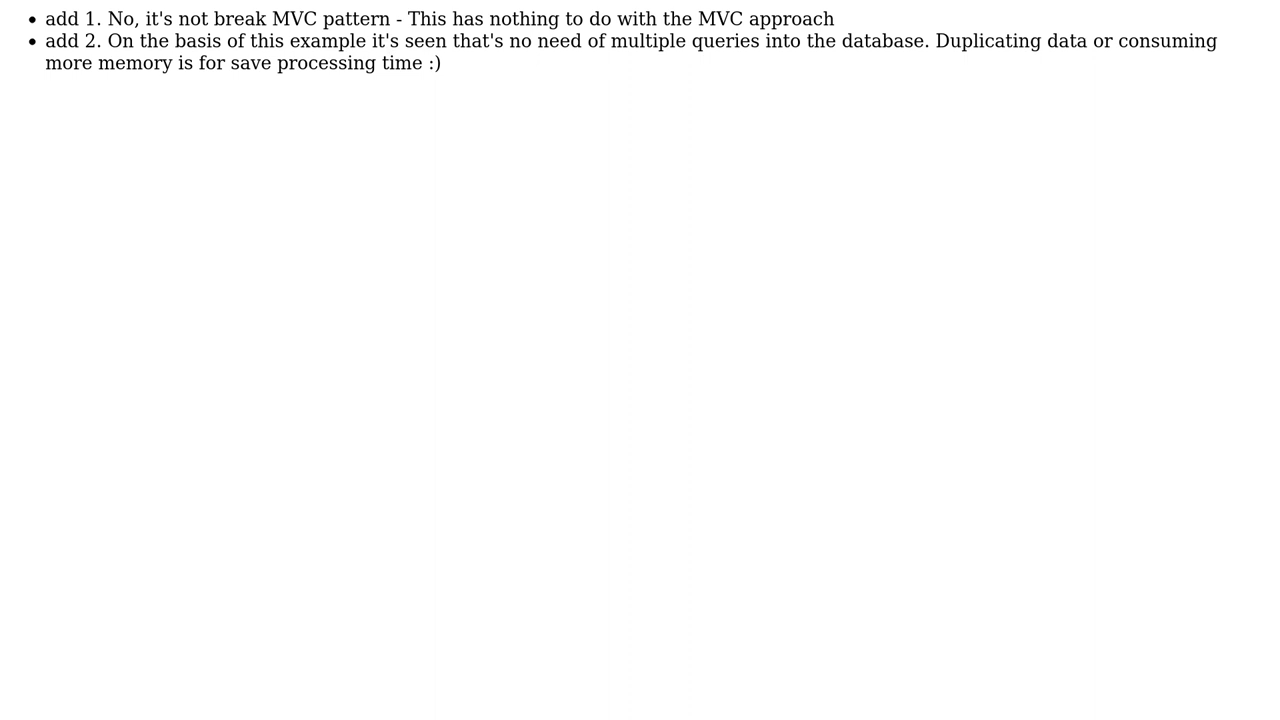 add 1. No, it's not break MVC pattern - This has nothing to do with the MVC approach
add 2. On the basis of this example it's seen that's no need of multiple queries into the database. Duplicating data or consuming
more memory is for save processing time :)